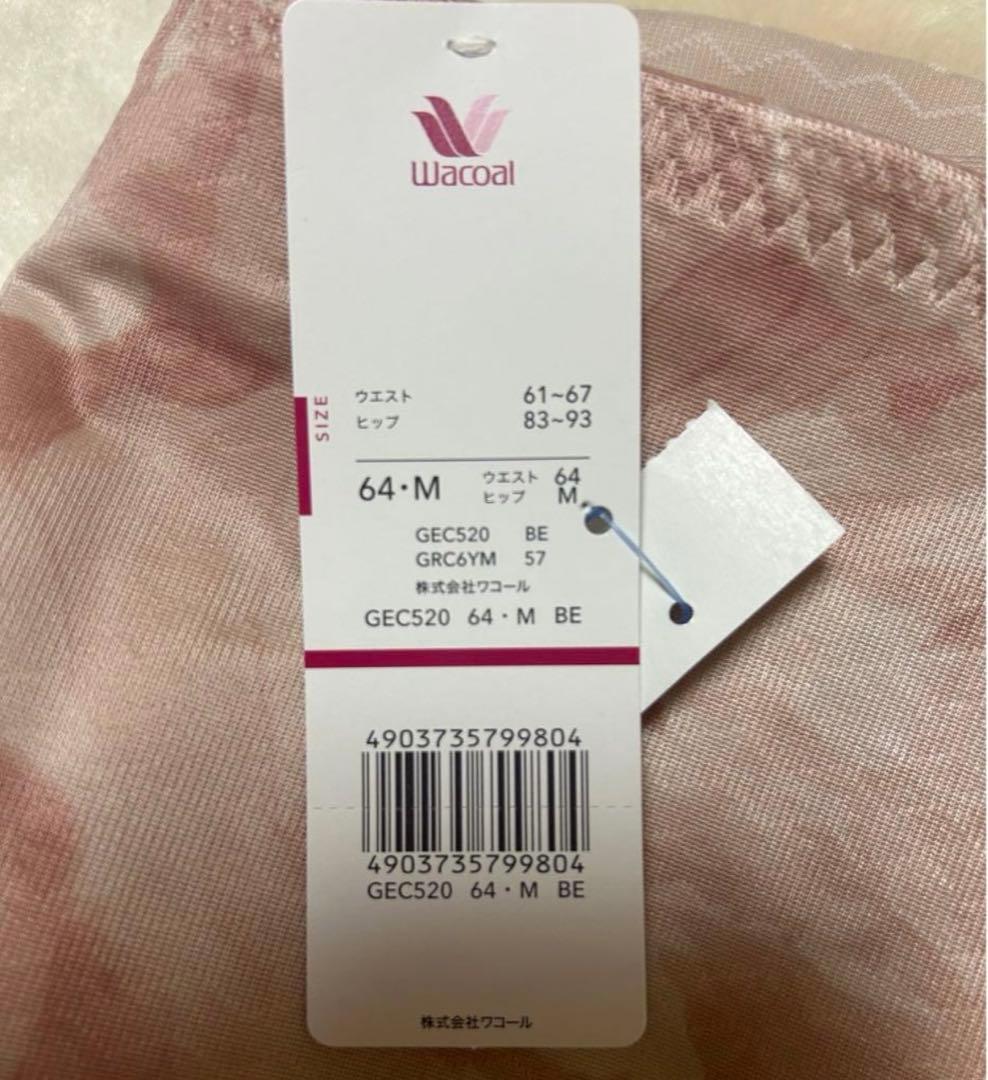 Wacoal
SIZE
ウエスト 61~67
ヒップ 83~93
64・M ウエスト 64
ヒップ M
GEC520 BE
GRC6YM 57
株式会社ワコール
GEC520 64・M BE
4903735799804
4903735799804
GEC520 64・M BE
株式会社ワコール